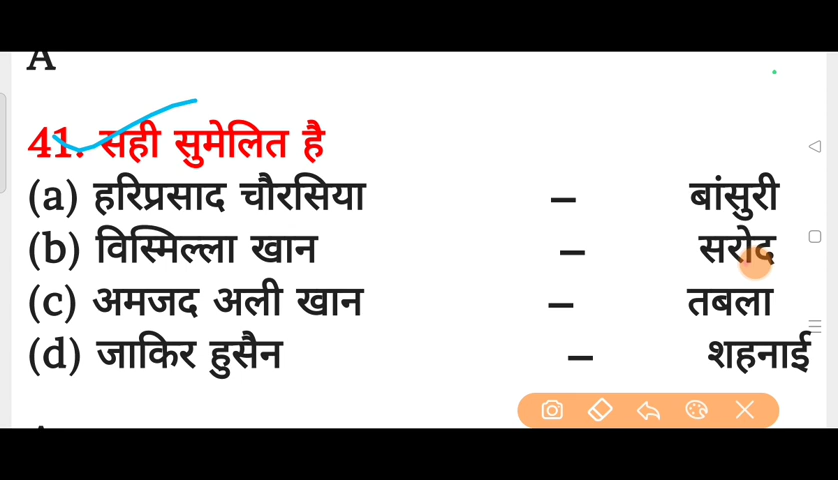 A
41. सही सुमेलित है
(a) हरिप्रसाद चौरसिया – बांसुरी
(b) विस्मिल्ला खान – सरोद
(c) अमजद अली खान – तबला
(d) जाकिर हुसैन – शहनाई